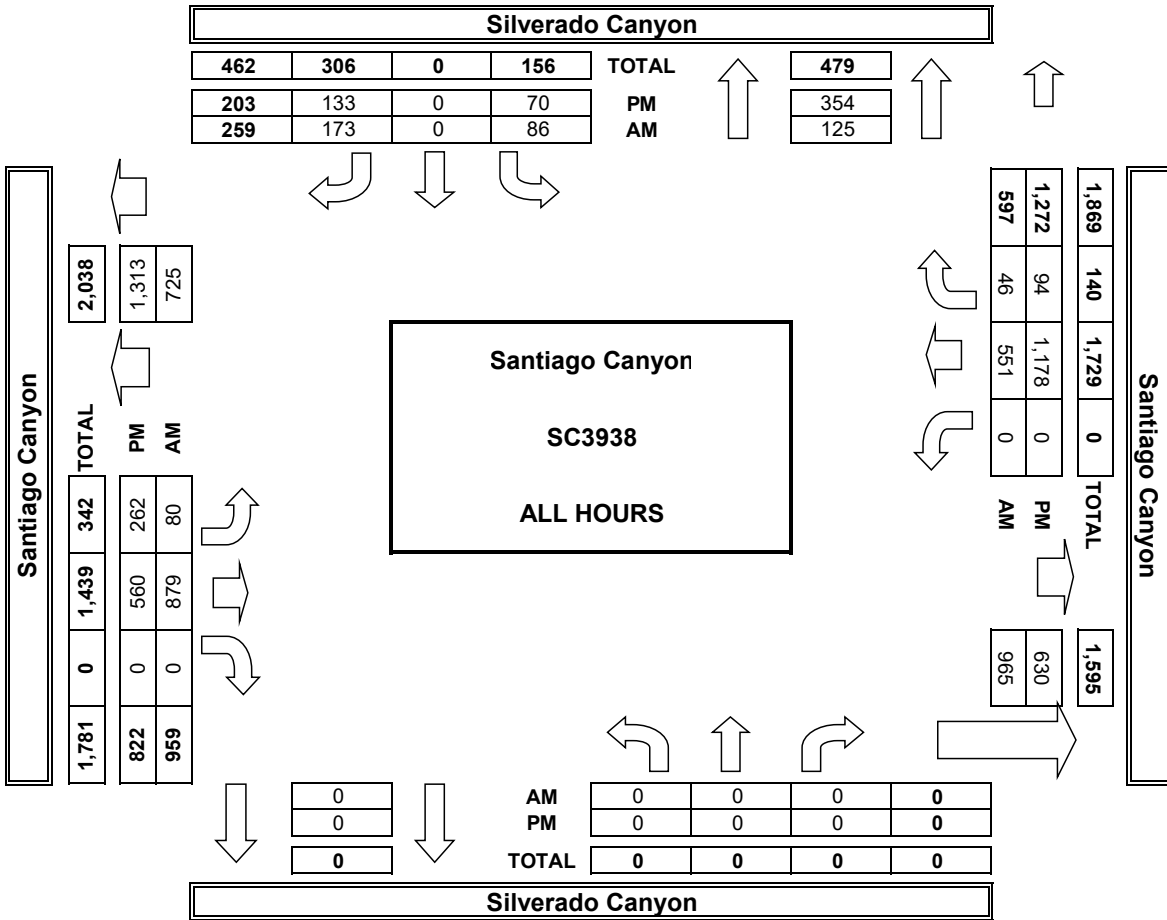 Silverado Canyon
462 306 0 156 TOTAL 479
203 133 0 70 PM 354
259 173 0 86 AM 125
Santiago Canyon
2,038
1,313
725
TOTAL 342 1,439 0 1,781
PM 262 560 0 822
AM 80 879 0 959
Santiago Canyon
SC3938
ALL HOURS
1,869 140 1,729 0 TOTAL 1,595
1,272 94 1,178 0 PM 630
597 46 551 0 AM 965
Santiago Canyon
0 AM 0 0 0 0
0 PM 0 0 0 0
0 TOTAL 0 0 0 0
Silverado Canyon